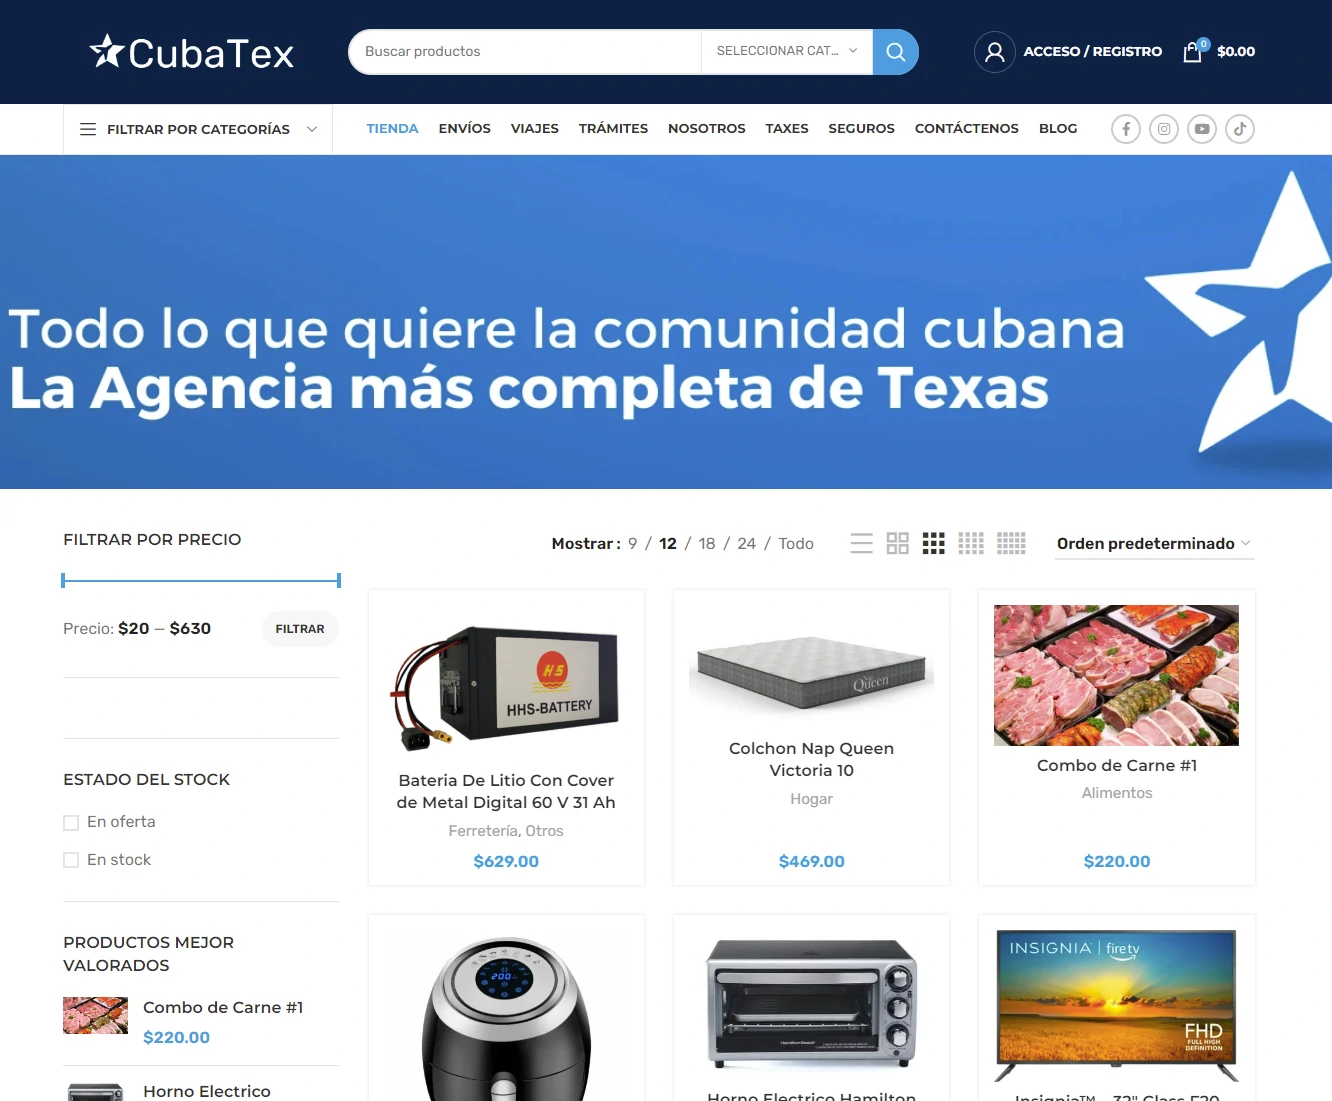 CubaTex
Buscar productos
SELECCIONAR CAT...
ACCESO / REGISTRO
0
$0.00
FILTRAR POR CATEGORÍAS
TIENDA
ENVÍOS
VIAJES
TRÁMITES
NOSOTROS
TAXES
SEGUROS
CONTÁCTENOS
BLOG
Todo lo que quiere la comunidad cubana
La Agencia más completa de Texas
FILTRAR POR PRECIO
Precio: $20 — $630
FILTRAR
ESTADO DEL STOCK
En oferta
En stock
PRODUCTOS MEJOR
VALORADOS
Combo de Carne #1
$220.00
Horno Electrico
Mostrar : 9 / 12 / 18 / 24 / Todo
Orden predeterminado
HS
HHS-BATTERY
Bateria De Litio Con Cover
de Metal Digital 60 V 31 Ah
Ferretería, Otros
$629.00
Queen
Colchon Nap Queen
Victoria 10
Hogar
$469.00
Combo de Carne #1
Alimentos
$220.00
200
Hamilton Beach
Horno Electrico Hamilton
INSIGNIA | fire tv
FHD
FULL HIGH
DEFINITION
Insignia™ – 32" Class F20